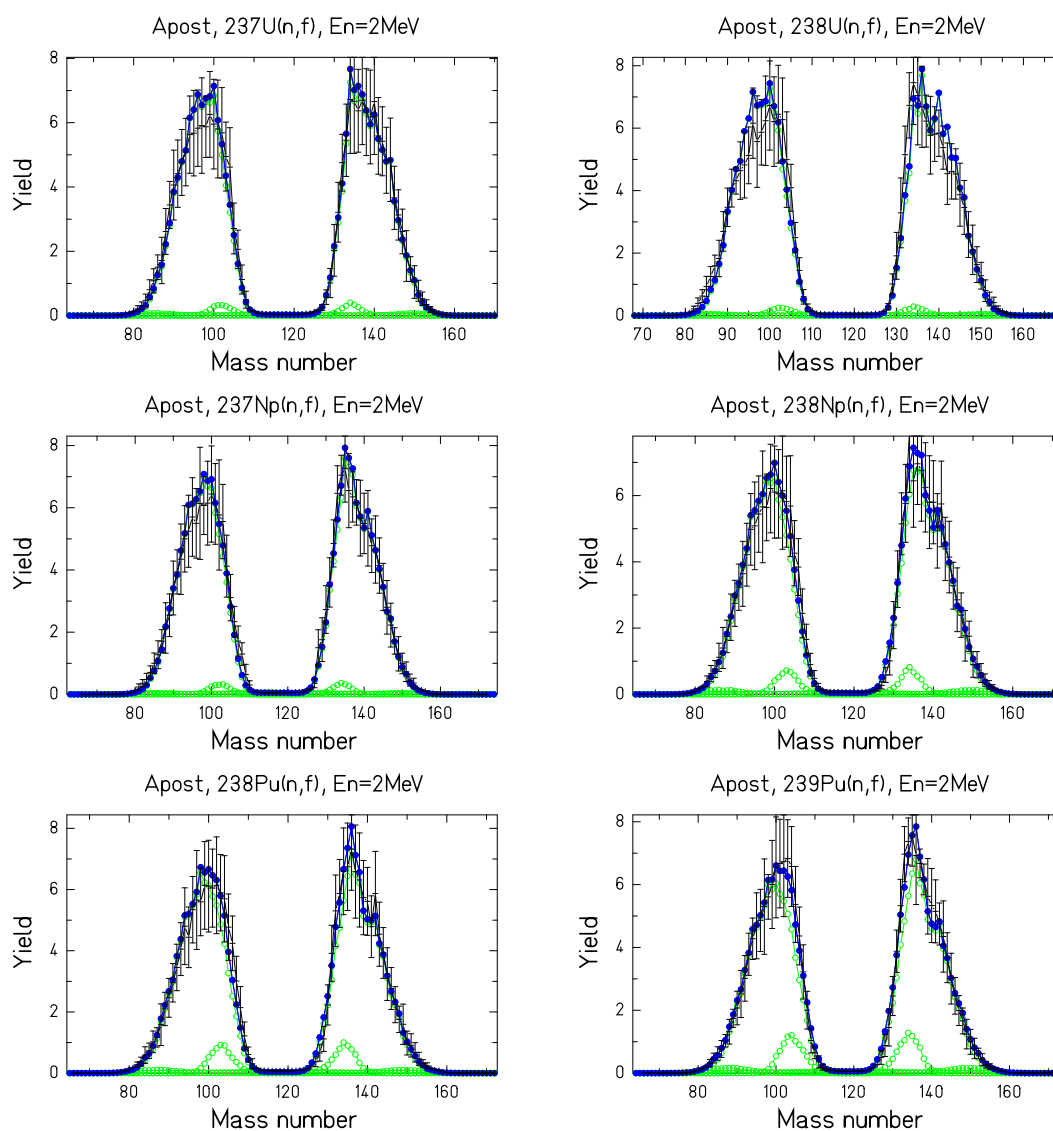 Apost, 237U(n,f), En=2MeV
Yield
8
6
4
2
0
80 100 120 140 160
Mass number
Apost, 238U(n,f), En=2MeV
Yield
8
6
4
2
0
70 80 90 100 110 120 130 140 150 160
Mass number
Apost, 237Np(n,f), En=2MeV
Yield
8
6
4
2
0
80 100 120 140 160
Mass number
Apost, 238Np(n,f), En=2MeV
Yield
6
4
2
0
80 100 120 140 160
Mass number
Apost, 238Pu(n,f), En=2MeV
Yield
8
6
4
2
0
80 100 120 140 160
Mass number
Apost, 239Pu(n,f), En=2MeV
Yield
8
6
4
2
0
80 100 120 140 160
Mass number